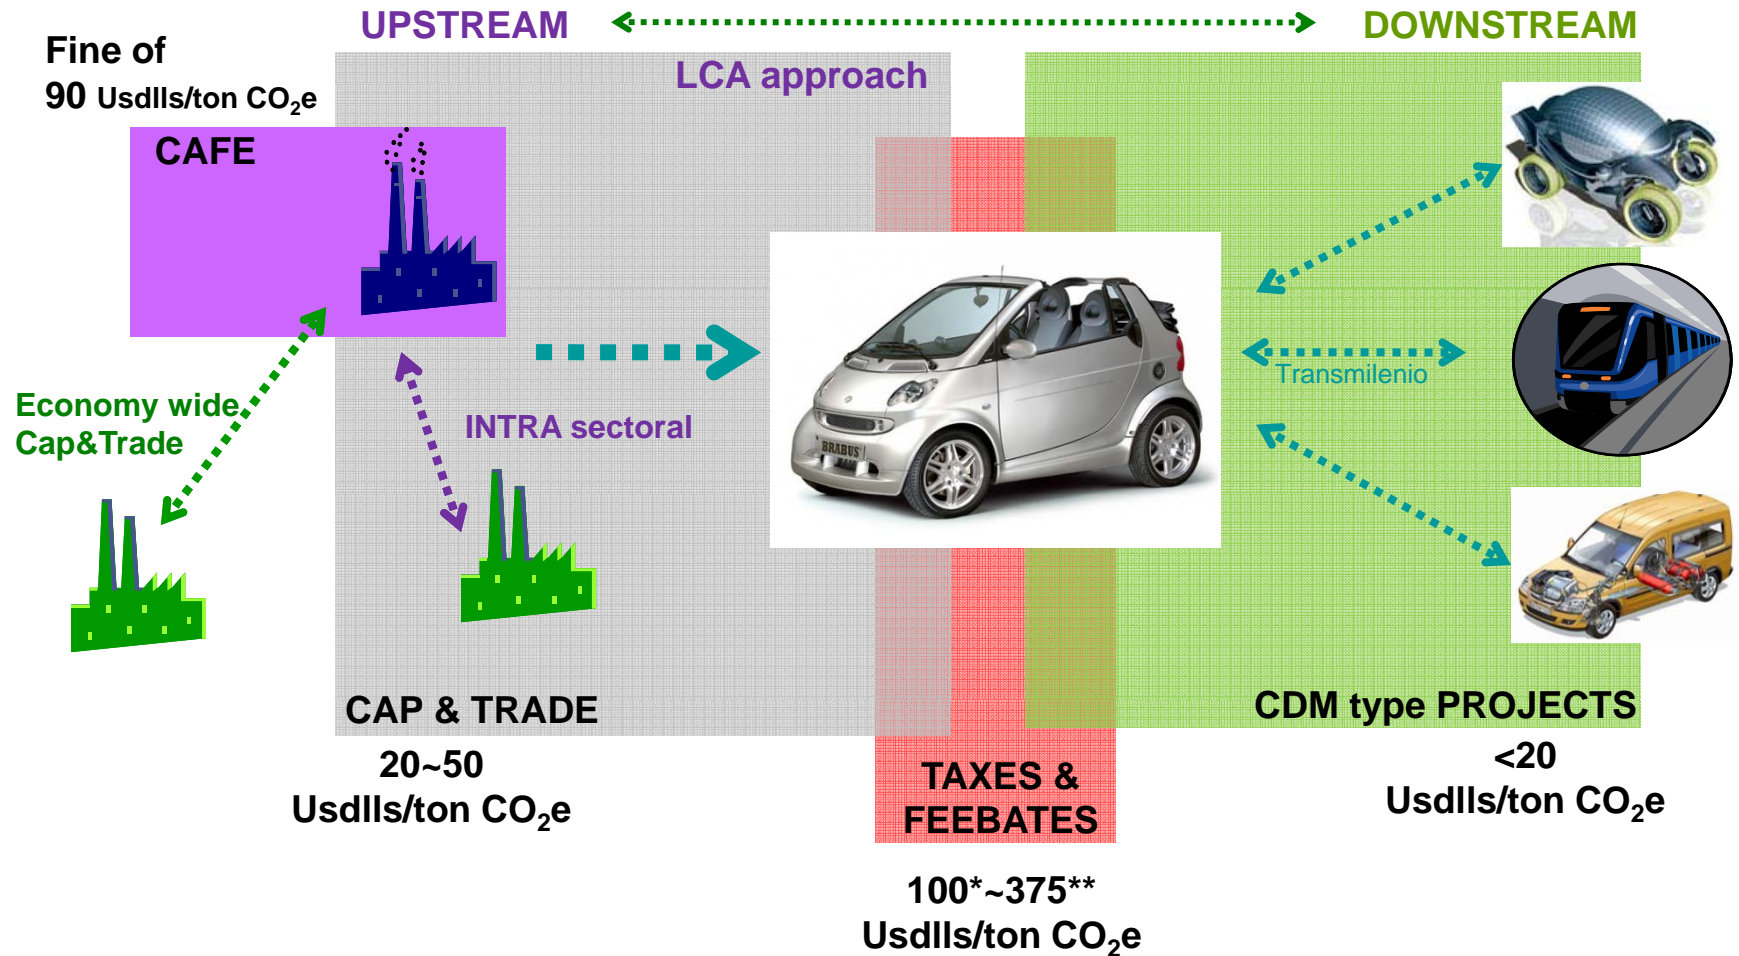 UPSTREAM
DOWNSTREAM
Fine of
90 Usdlls/ton CO₂e
LCA approach
CAFE
Economy wide
Cap&Trade
INTRA sectoral
Transmilenio
BRABUS
CAP & TRADE
20~50
Usdlls/ton CO₂e
TAXES &
FEEBATES
100*~375**
Usdlls/ton CO₂e
CDM type PROJECTS
<20
Usdlls/ton CO₂e